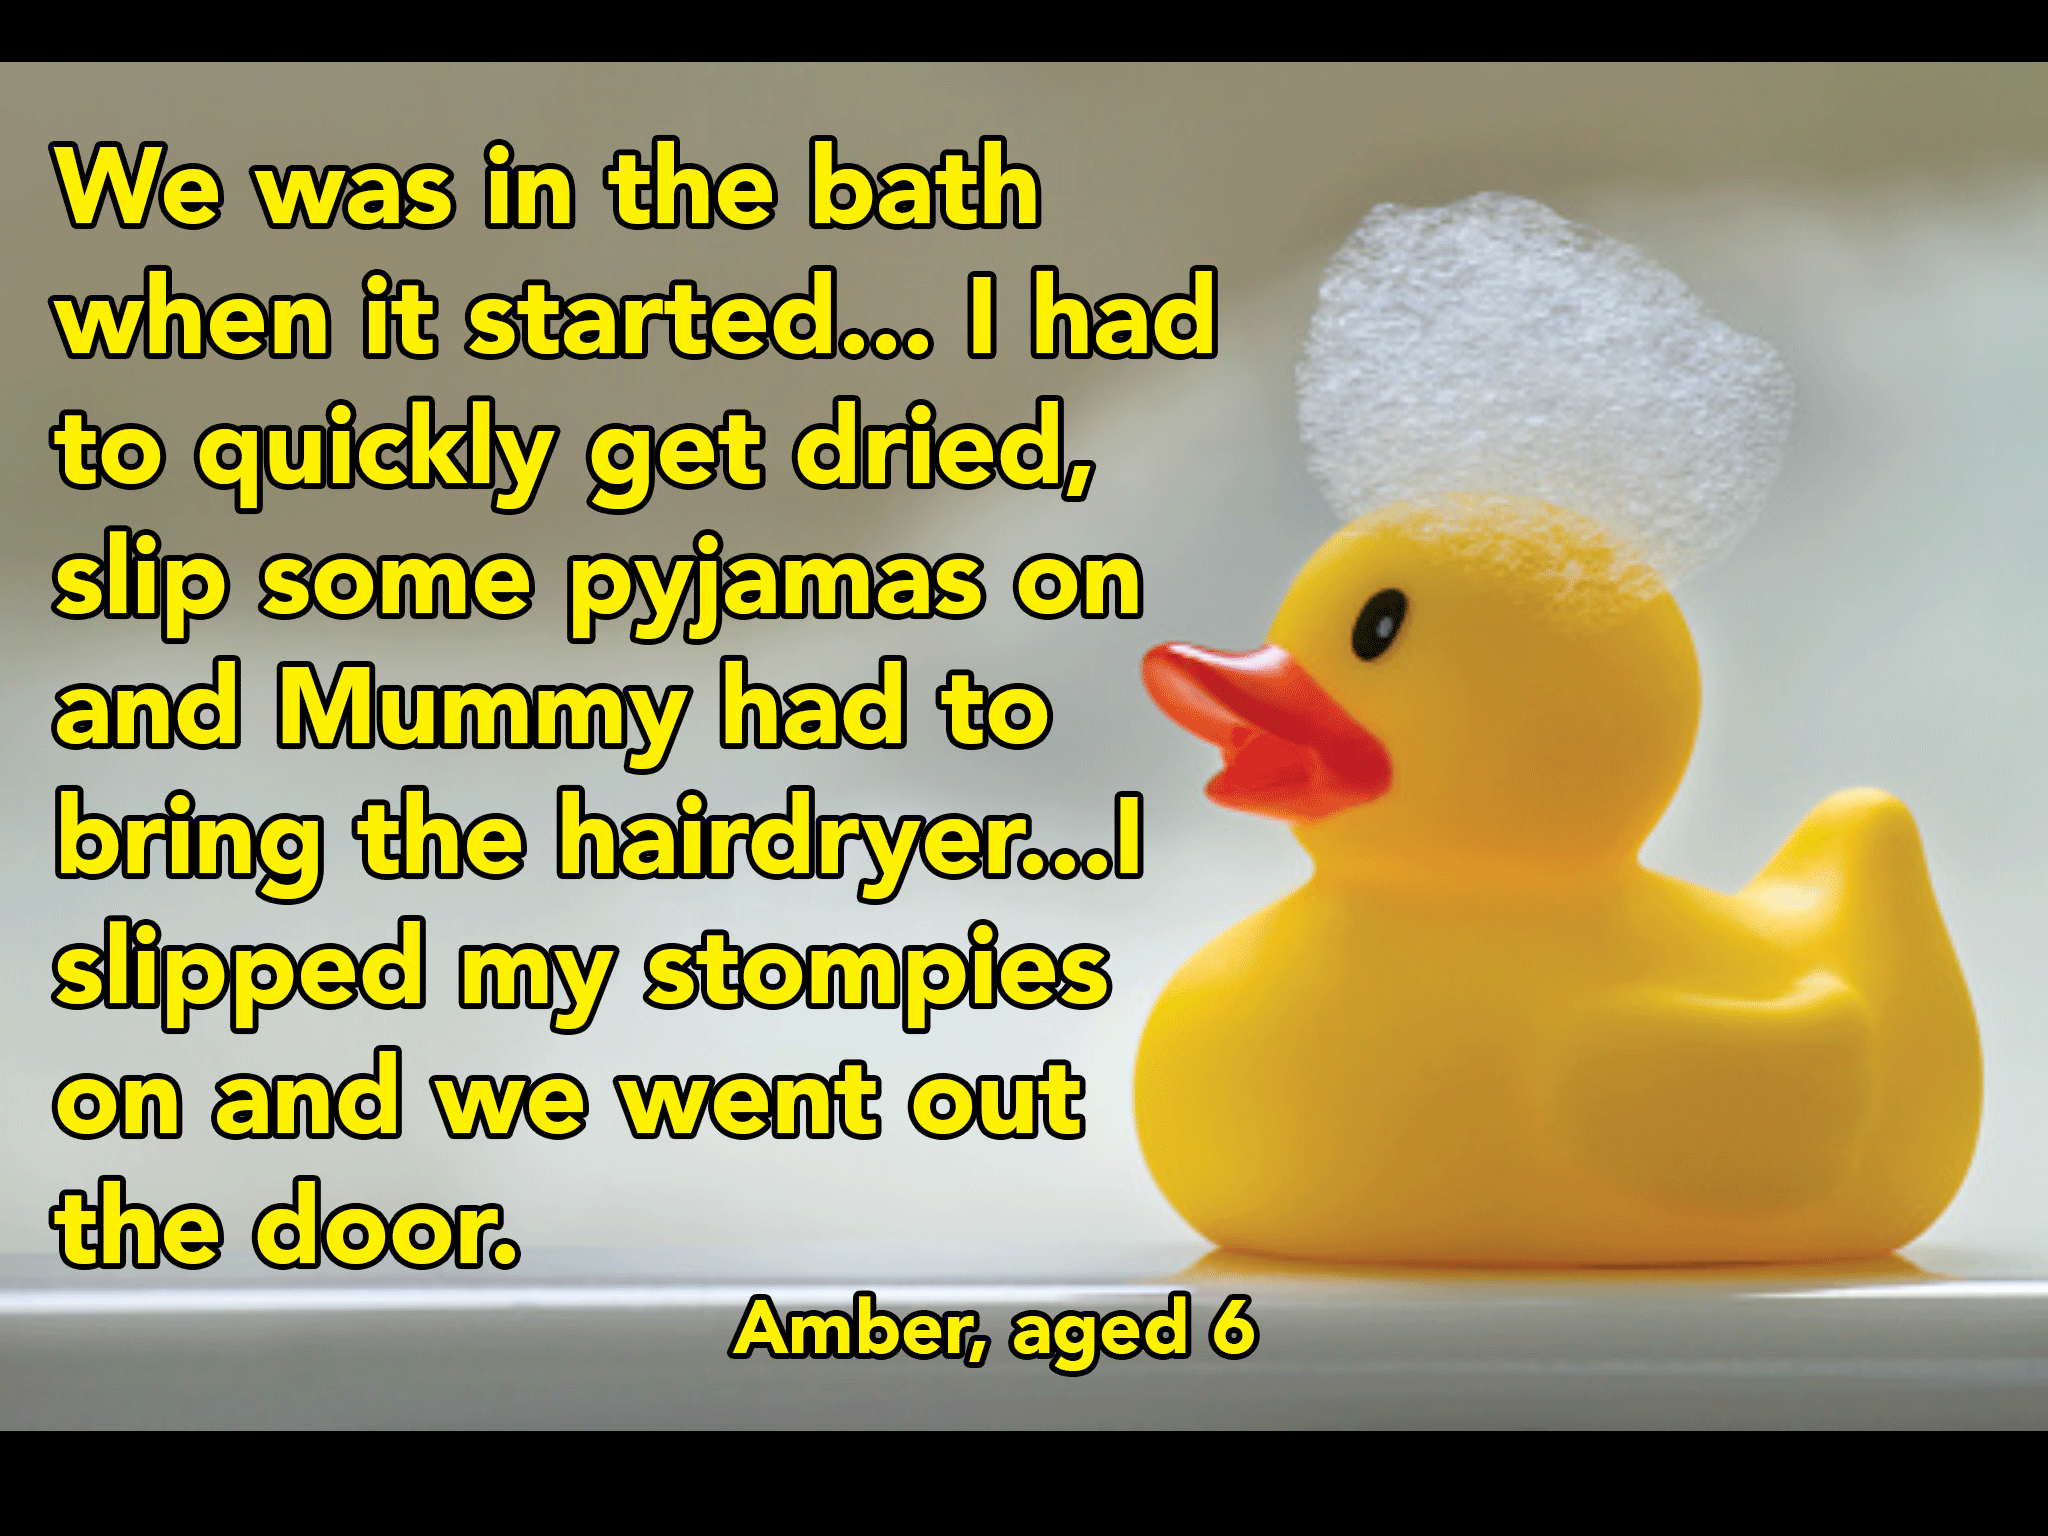 We was in the bath
when it started... I had
to quickly get dried,
slip some pyjamas on
and Mummy had to
bring the hairdryer...I
slipped my stompies
on and we went out
the door.
Amber, aged 6